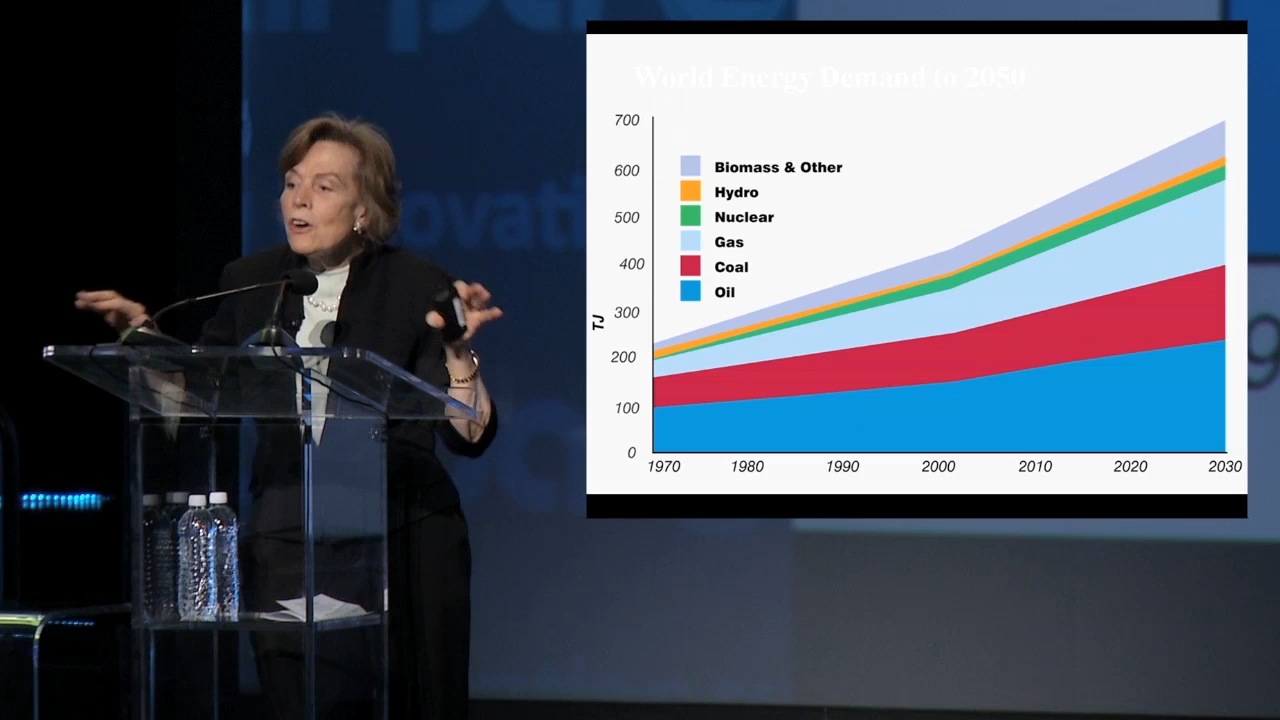 World Energy Demand to 2050
700
600
500
400
300
200
100
0
TJ
Biomass & Other
Hydro
Nuclear
Gas
Coal
Oil
1970 1980 1990 2000 2010 2020 2030